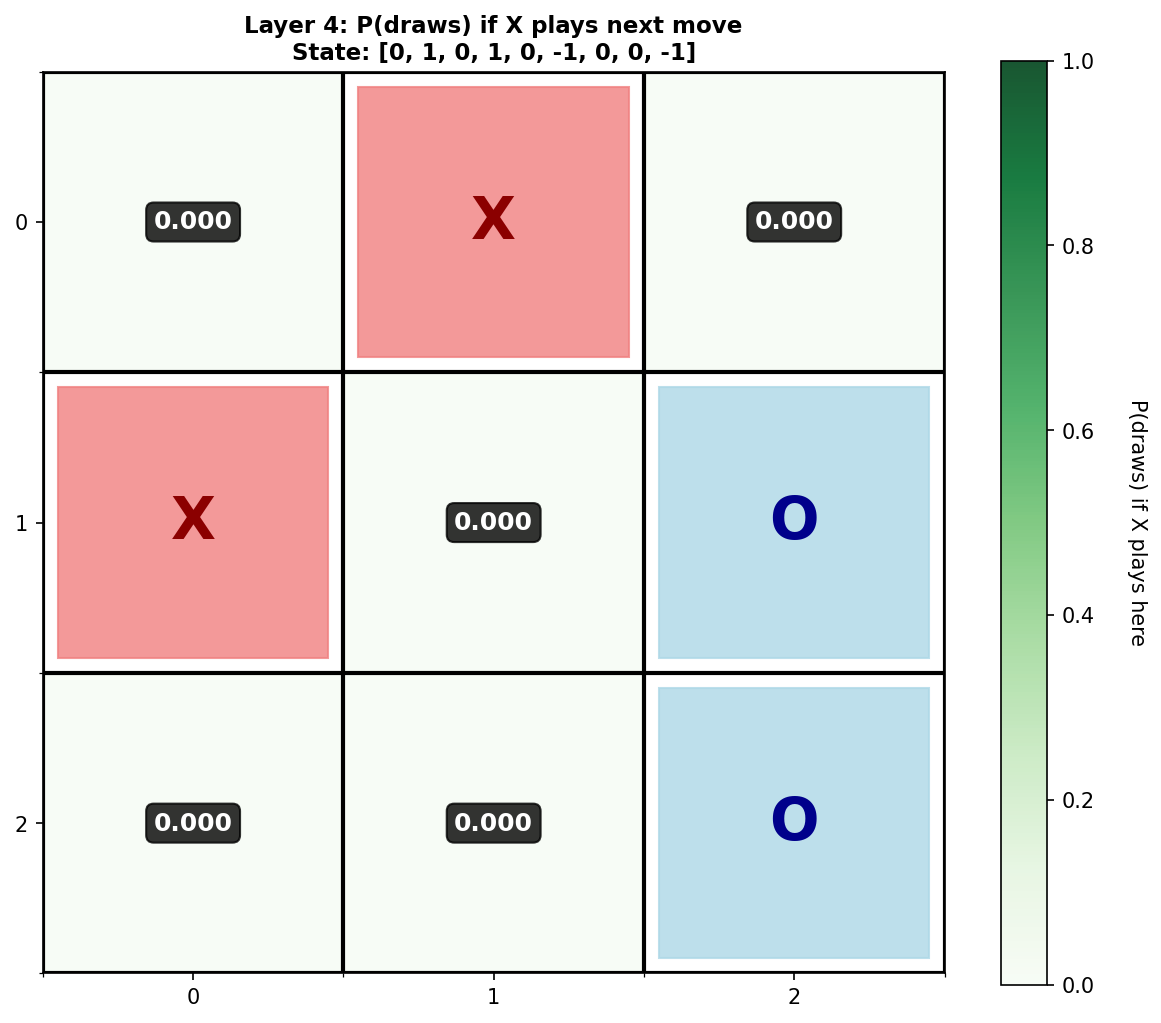 Layer 4: P(draws) if X plays next move
State: [0, 1, 0, 1, 0, -1, 0, 0, -1]
0.000 X 0.000
X 0.000 O
0.000 0.000 O
0
1
2
0 1 2
1.0
0.8
0.6
0.4
0.2
0.0
P(draws) if X plays here